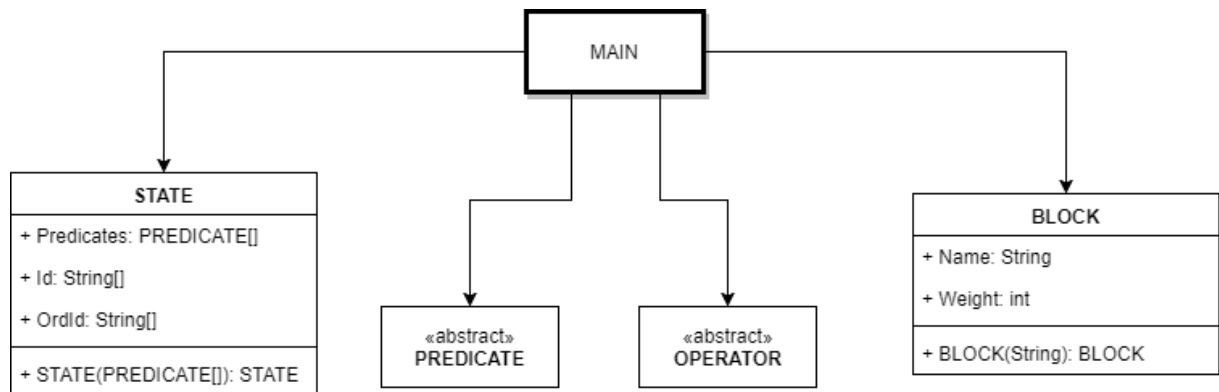 MAIN
STATE
+ Predicates: PREDICATE[]
+ Id: String[]
+ OrdId: String[]
+ STATE(PREDICATE[]): STATE
«abstract»
PREDICATE
«abstract»
OPERATOR
BLOCK
+ Name: String
+ Weight: int
+ BLOCK(String): BLOCK